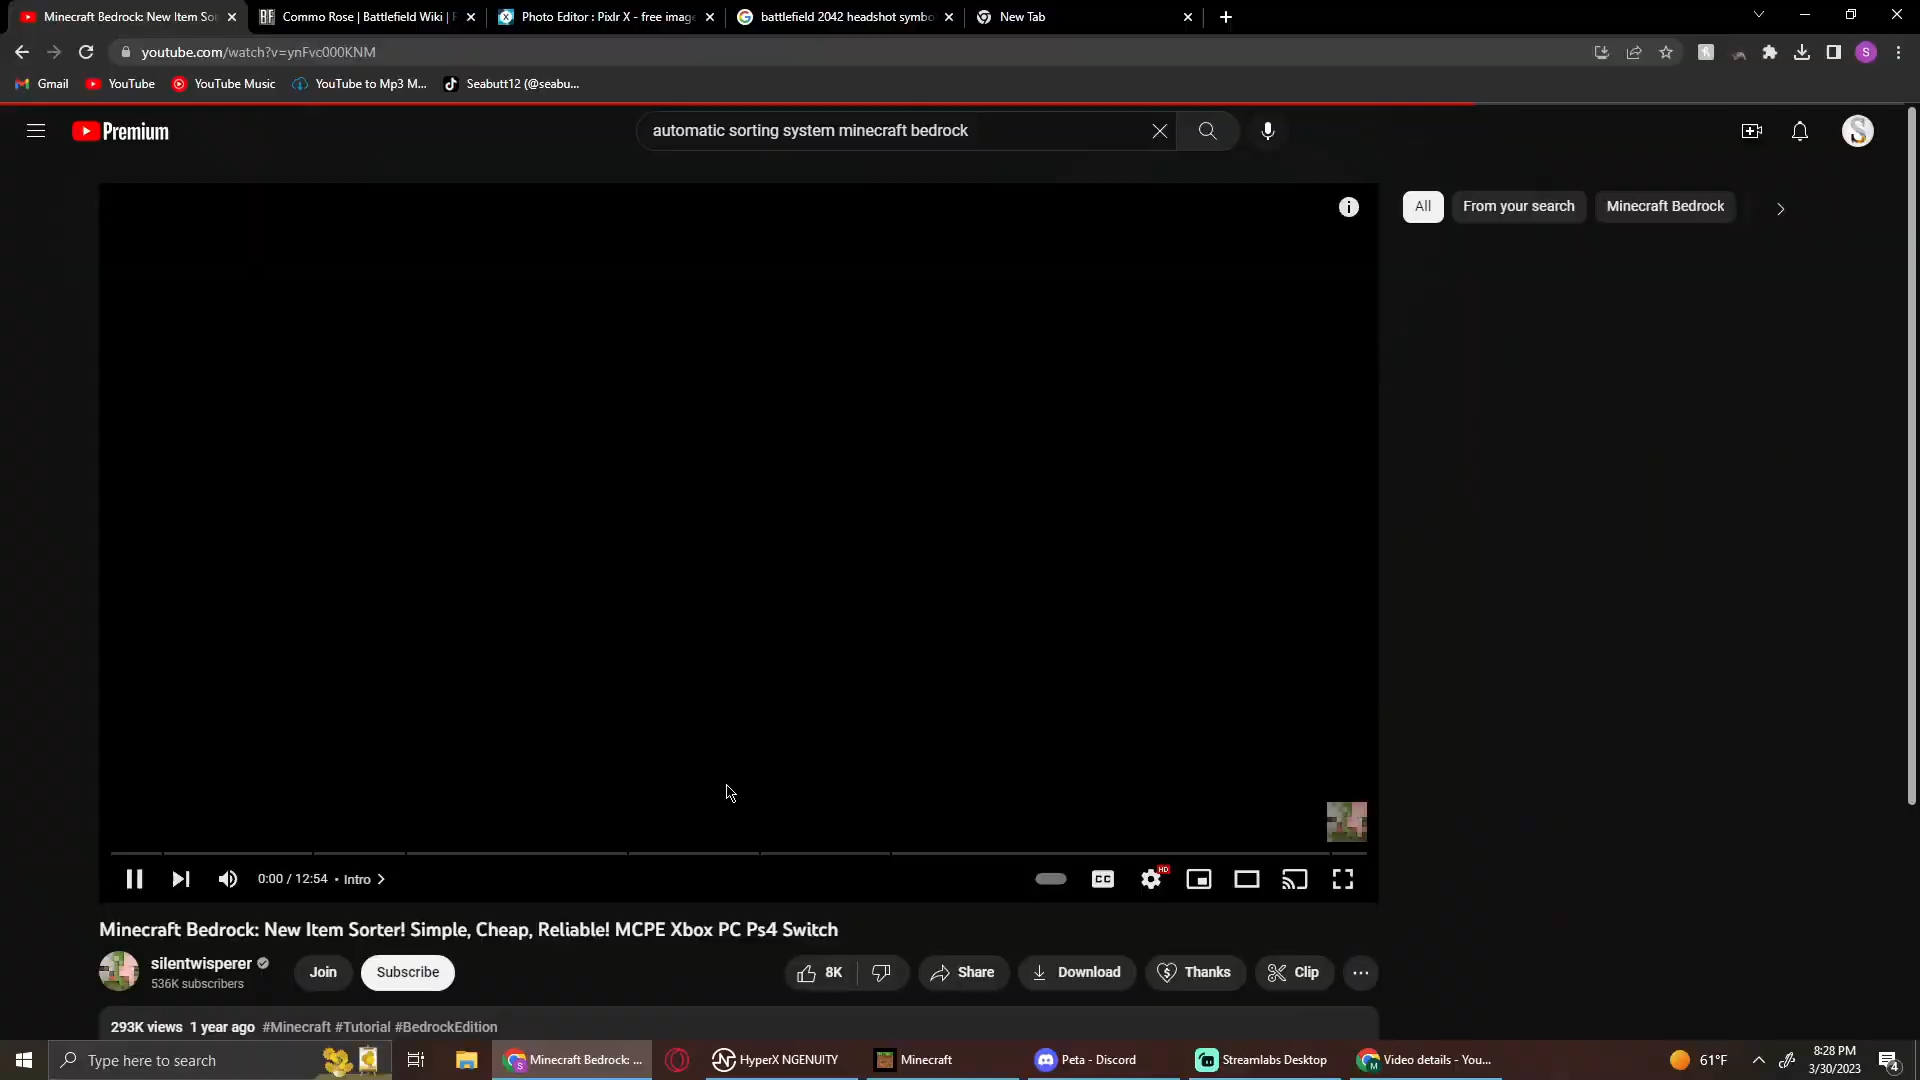 Minecraft Bedrock: New Item So
Commo Rose | Battlefield Wiki | F
Photo Editor : Pixlr X - free image
battlefield 2042 headshot symbo
New Tab
youtube.com/watch?v=ynFvc000KNM
S
Gmail
YouTube
YouTube Music
YouTube to Mp3 M...
Seabutt12 (@seabu...
Premium
automatic sorting system minecraft bedrock
All
From your search
Minecraft Bedrock
0:00 / 12:54 • Intro
CC
HD
Minecraft Bedrock: New Item Sorter! Simple, Cheap, Reliable! MCPE Xbox PC Ps4 Switch
silentwisperer
536K subscribers
Join
Subscribe
8K
Share
Download
Thanks
Clip
293K views 1 year ago #Minecraft #Tutorial #BedrockEdition
Type here to search
Minecraft Bedrock: ...
HyperX NGENUITY
Minecraft
Peta - Discord
Streamlabs Desktop
Video details - You...
61°F
8:28 PM
3/30/2023
4